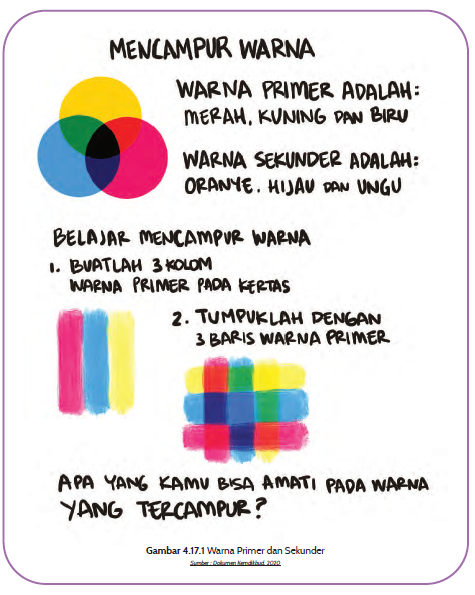 MENCAMPUR WARNA
WARNA PRIMER ADALAH:
MERAH, KUNING DAN BIRU
WARNA SEKUNDER ADALAH:
ORANYE. HIJAU DAN UNGU
BELAJAR MENCAMPUR WARNA
1. BUATLAH 3 KOLOM
WARNA PRIMER PADA KERTAS
2. TUMPUKLAH DENGAN
3 BARIS WARNA PRIMER
APA YANG KAMU BISA AMATI PADA WARNA
YANG TERCAMPUR?
Gambar 4.17.1 Warna Primer dan Sekunder
Sumber : Dokumen Kemdikbud, 2020